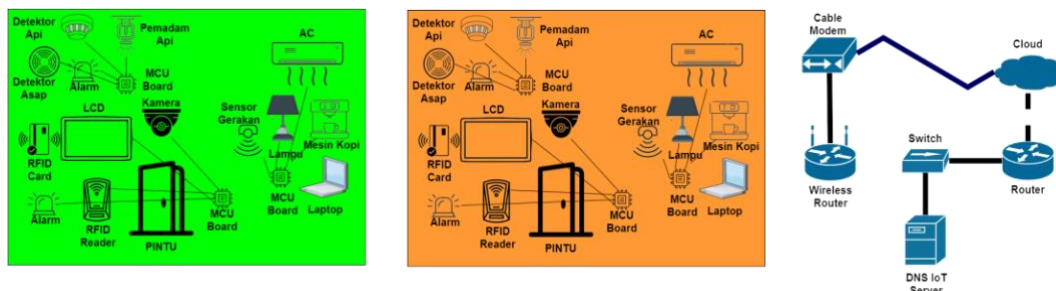 Detektor
Api
Pemadam
Api
AC
Detektor
Asap
Alarm
MCU
Board
LCD
Kamera
Sensor
Gerakan
Lampu
Mesin Kopi
RFID
Card
MCU
Board
Laptop
Alarm
RFID
Reader
PINTU
MCU
Board
Detektor
Api
Pemadam
Api
AC
Detektor
Asap
Alarm
MCU
Board
LCD
Kamera
Sensor
Gerakan
Lampu
Mesin Kopi
RFID
Card
MCU
Board
Laptop
Alarm
RFID
Reader
PINTU
MCU
Board
Cable
Modem
Cloud
Switch
Wireless
Router
Router
DNS IoT
Server